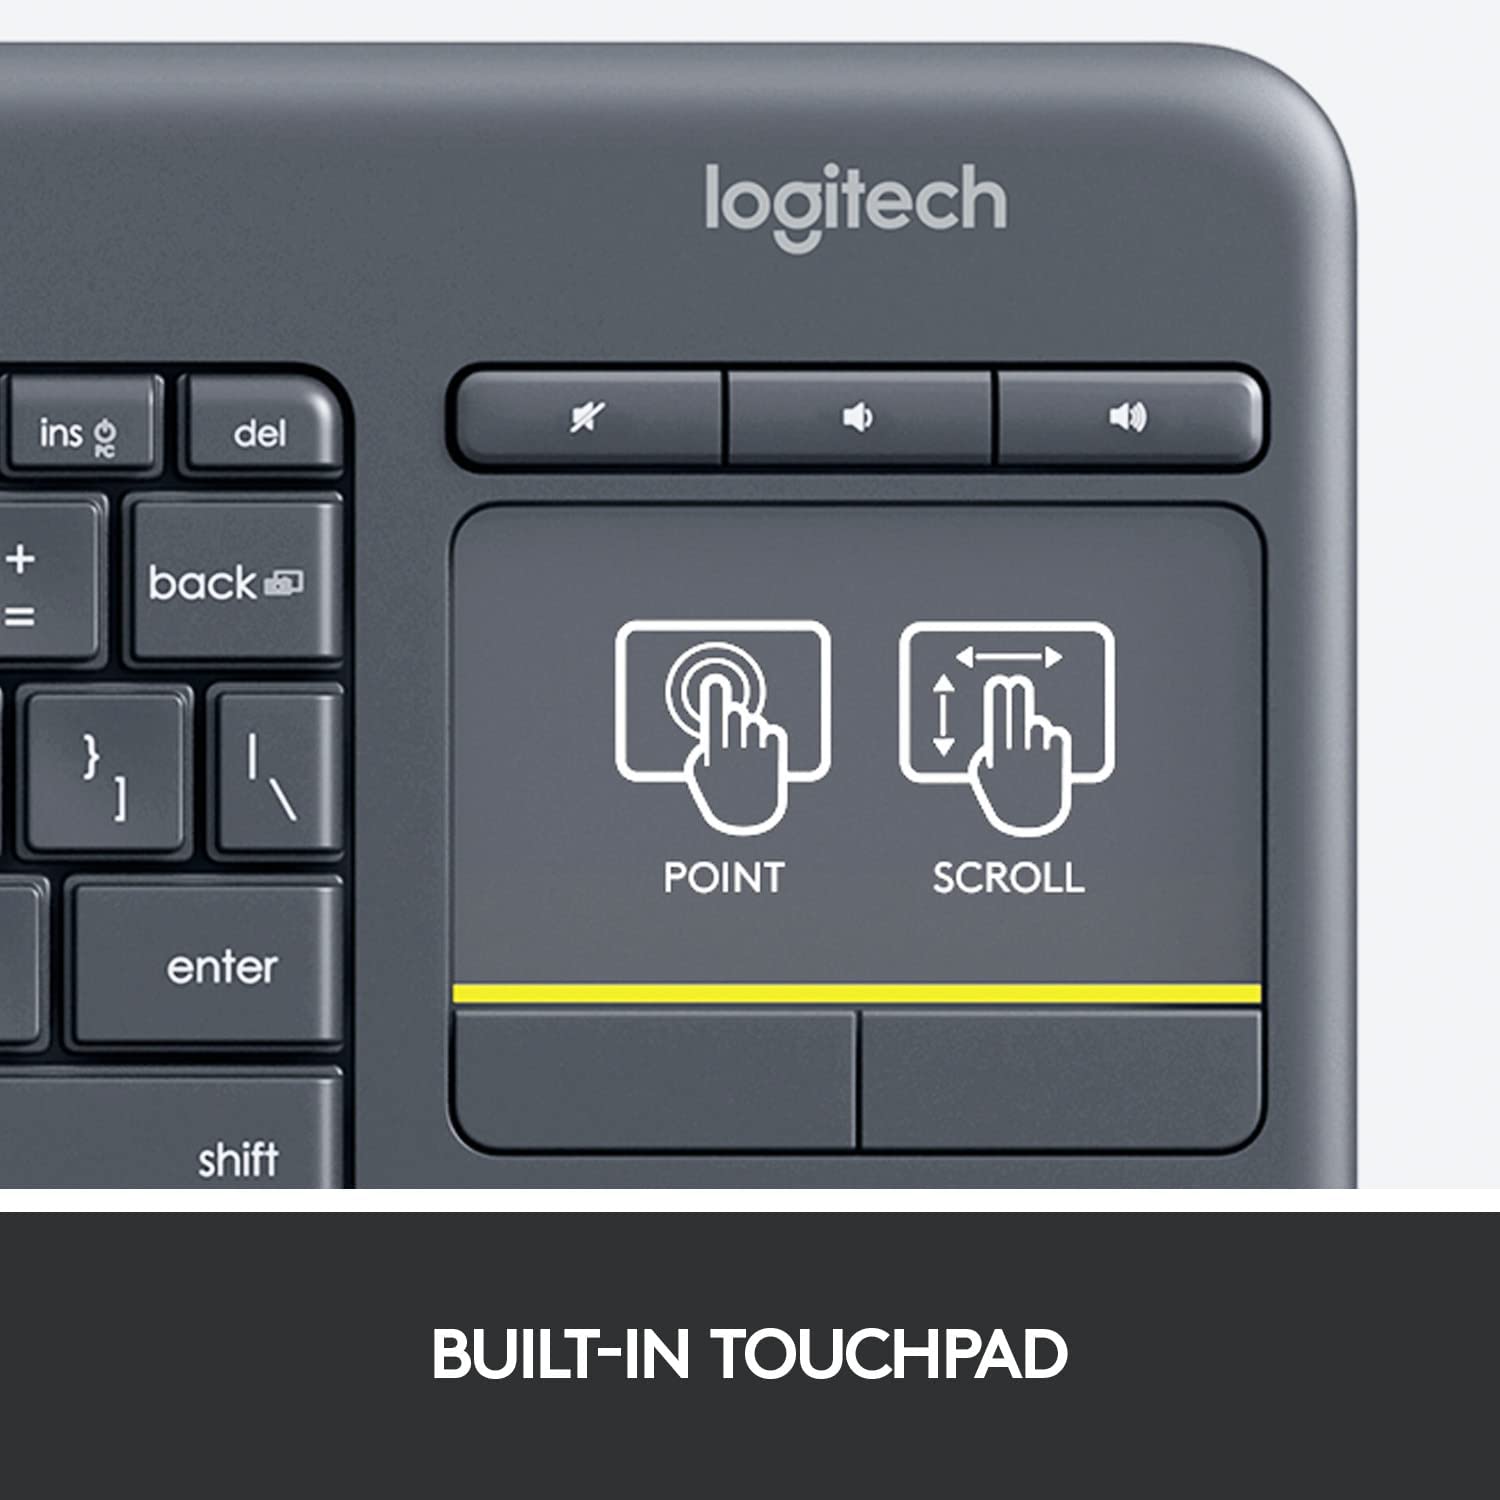 logitech
ins PC
del
+
=
back
}
]
|
\
POINT
SCROLL
enter
shift
BUILT-IN TOUCHPAD